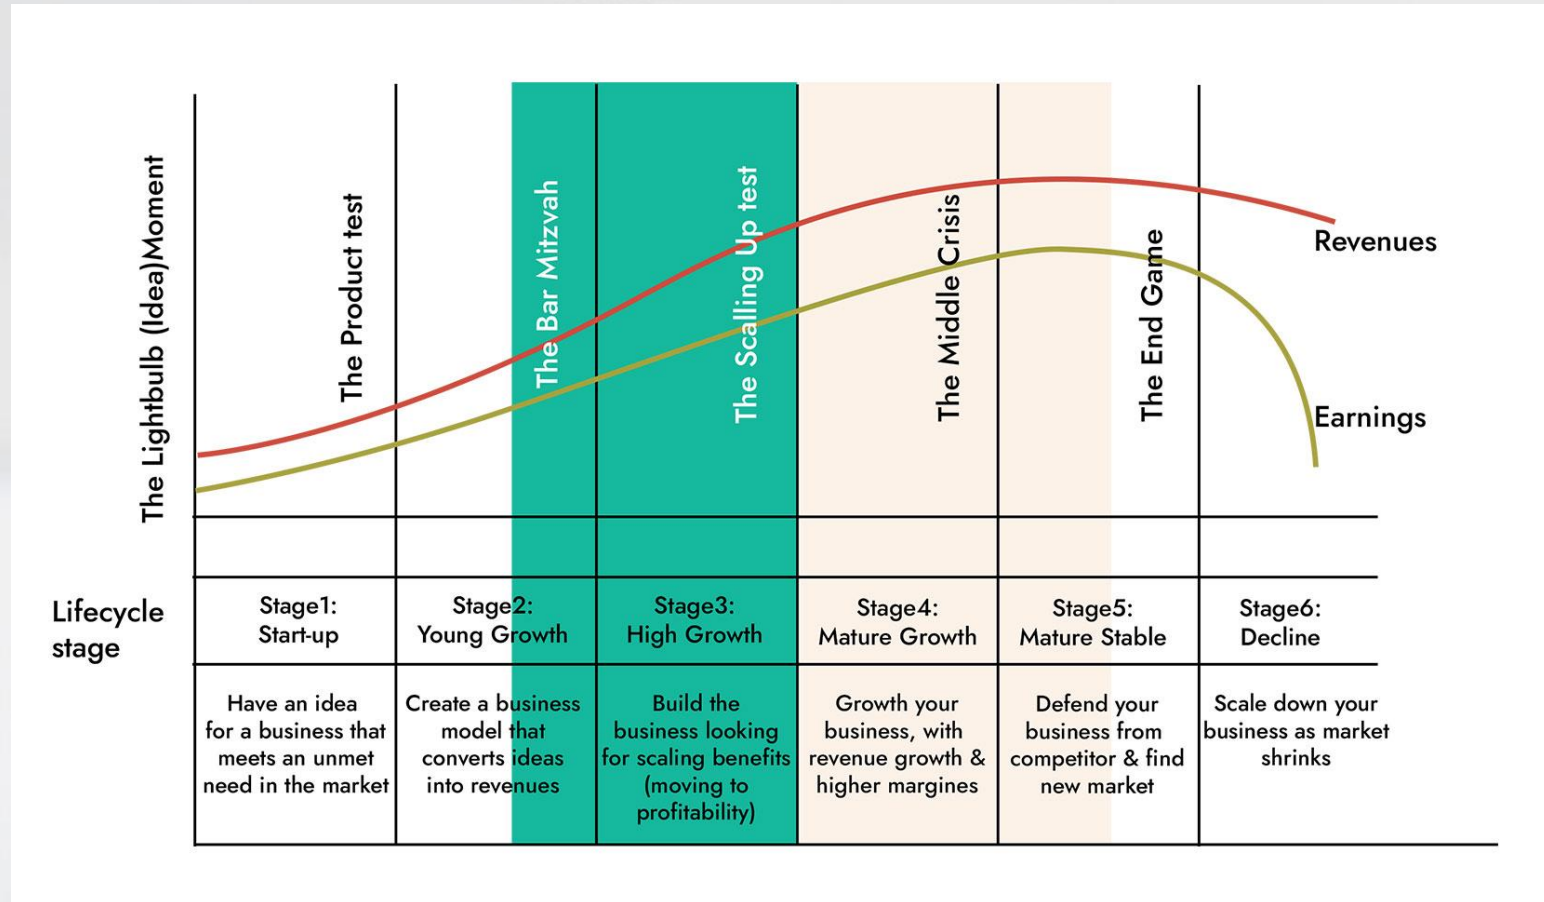 The Lightbulb (Idea)Moment
The Product test
The Bar Mitzvah
The Scalling Up test
The Middle Crisis
The End Game
Revenues
Earnings
Lifecycle
stage
Stage1:
Start-up
Stage2:
Young Growth
Stage3:
High Growth
Stage4:
Mature Growth
Stage5:
Mature Stable
Stage6:
Decline
Have an idea
for a business that
meets an unmet
need in the market
Create a business
model that
converts ideas
into revenues
Build the
business looking
for scaling benefits
(moving to
profitability)
Growth your
business, with
revenue growth &
higher margines
Defend your
business from
competitor & find
new market
Scale down your
business as market
shrinks